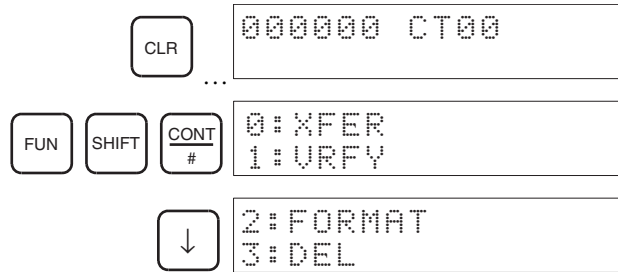 CLR ... 000000 CT00
FUN SHIFT CONT # 0:XFER
1:VRFY
↓ 2:FORMAT
3:DEL